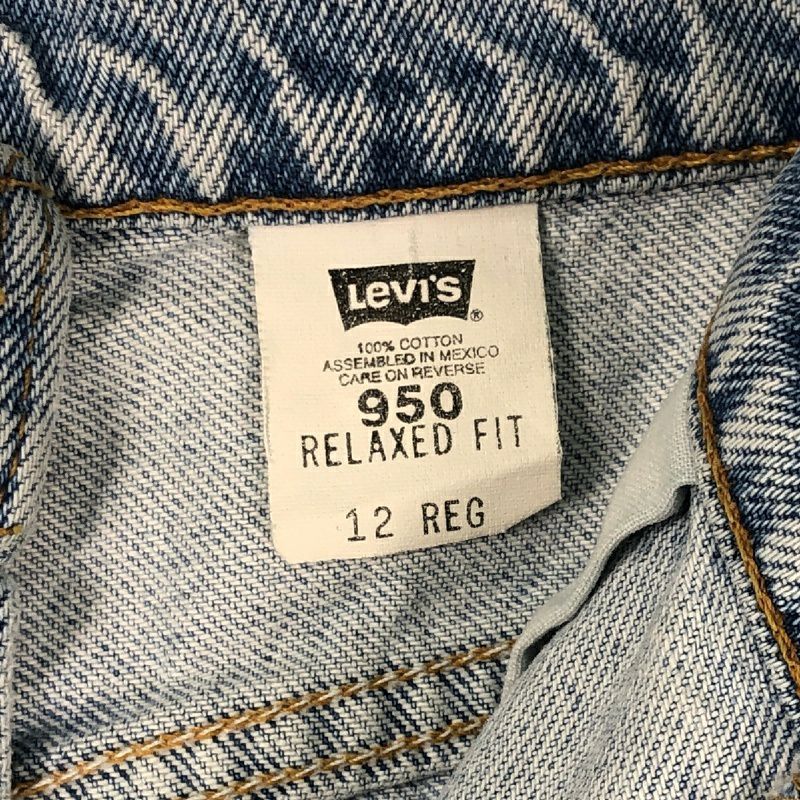 Levi's®
100% COTTON
ASSEMBLED IN MEXICO
CARE ON REVERSE
950
RELAXED FIT
12 REG